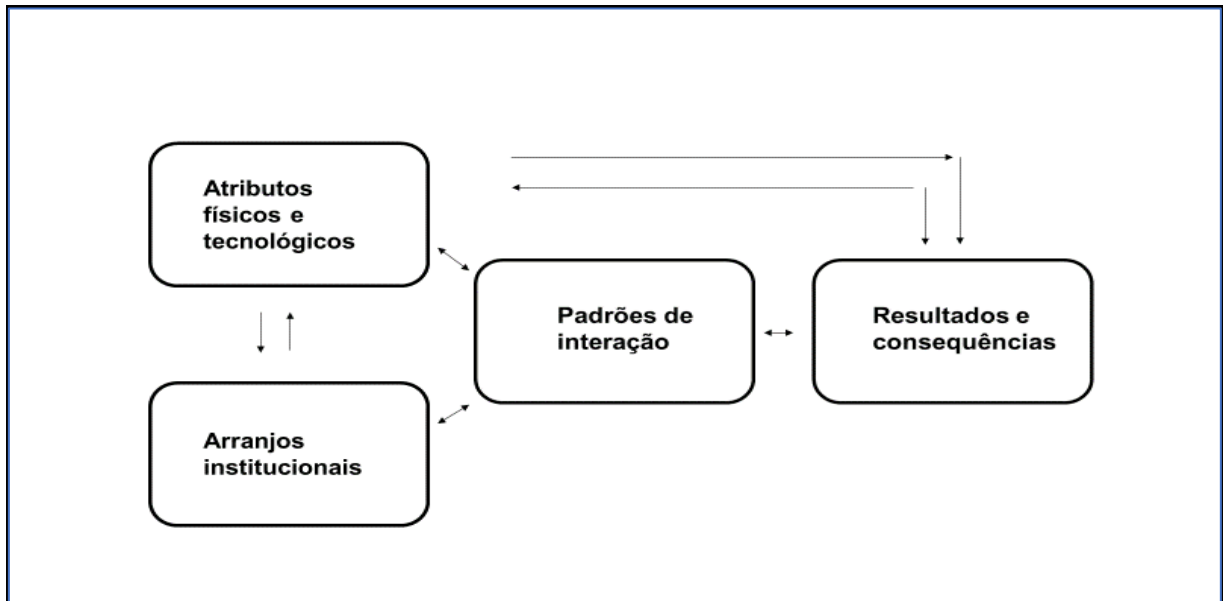 Atributos
físicos e
tecnológicos
Padrões de
interação
Resultados e
consequências
Arranjos
institucionais